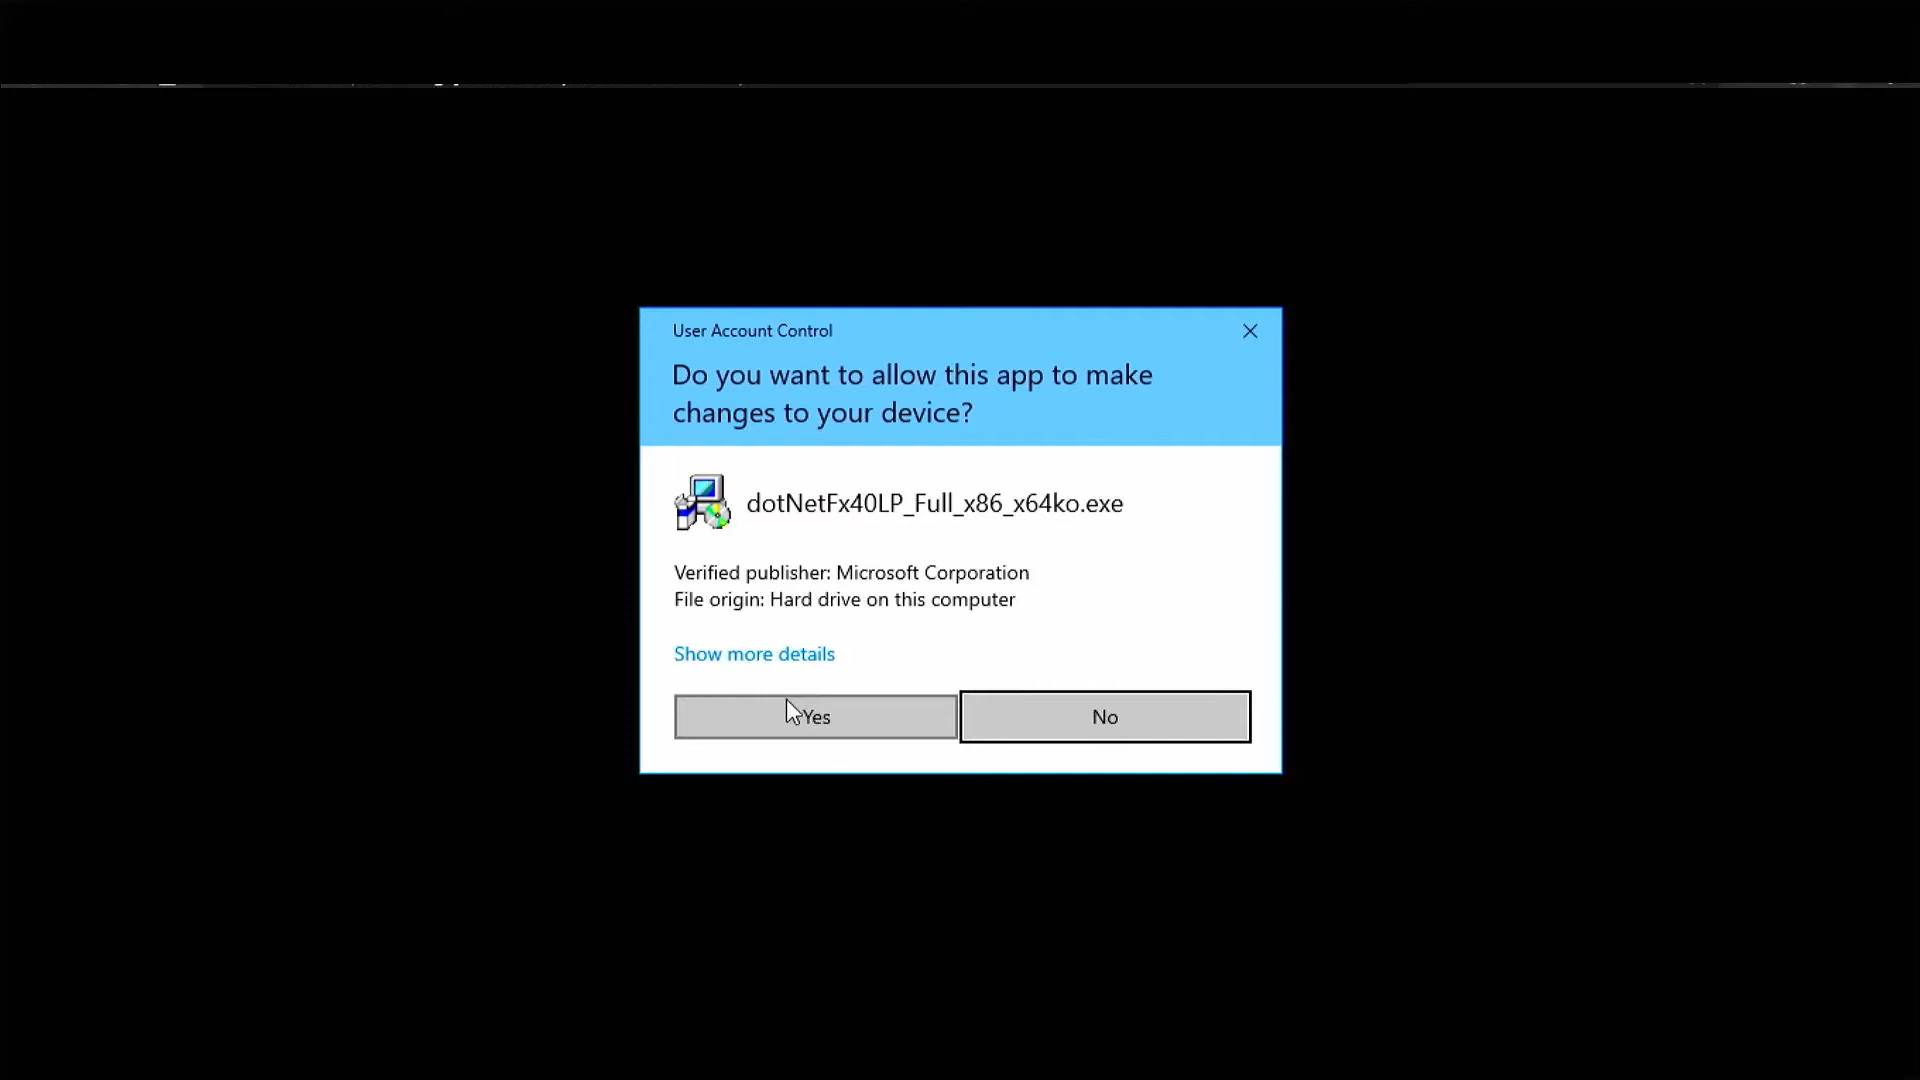 User Account Control
Do you want to allow this app to make
changes to your device?
dotNetFx40LP_Full_x86_x64ko.exe
Verified publisher: Microsoft Corporation
File origin: Hard drive on this computer
Show more details
Yes
No